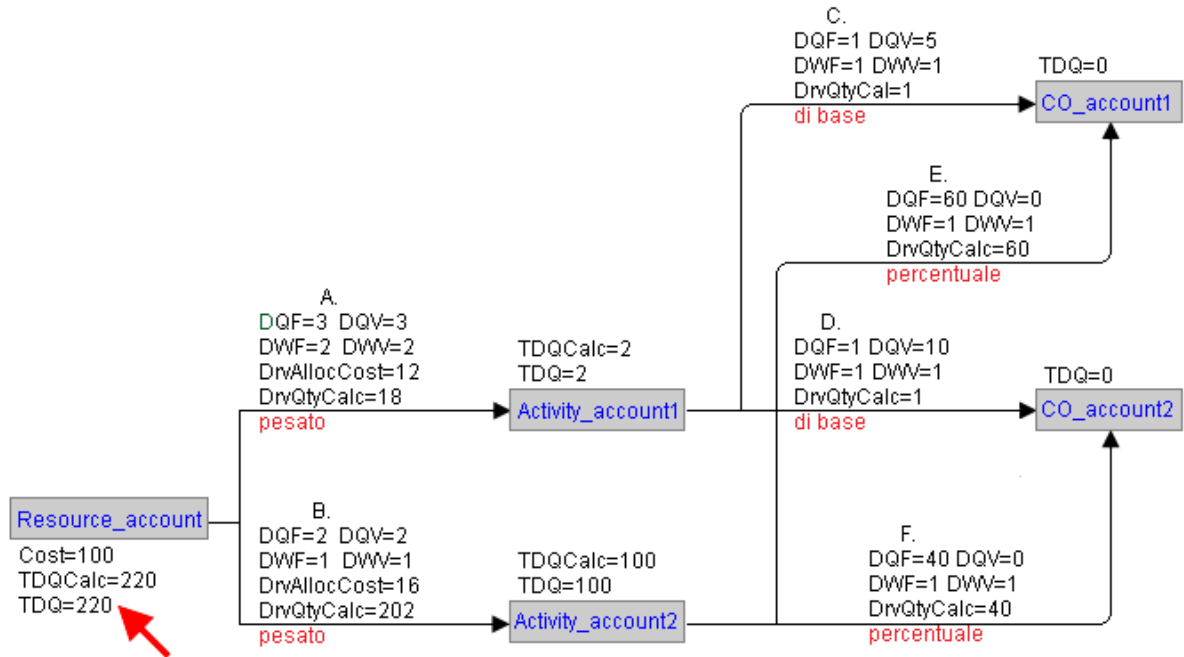 C.
DQF=1 DQV=5
DWF=1 DWV=1
DrvQtyCal=1
di base
TDQ=0
CO_account1
E.
DQF=60 DQV=0
DWF=1 DWV=1
DrvQtyCalc=60
percentuale
A.
DQF=3 DQV=3
DWF=2 DWV=2
DrvAllocCost=12
DrvQtyCalc=18
pesato
TDQCalc=2
TDQ=2
Activity_account1
D.
DQF=1 DQV=10
DWF=1 DWV=1
DrvQtyCalc=1
di base
TDQ=0
CO_account2
Resource_account
Cost=100
TDQCalc=220
TDQ=220
B.
DQF=2 DQV=2
DWF=1 DWV=1
DrvAllocCost=16
DrvQtyCalc=202
pesato
TDQCalc=100
TDQ=100
Activity_account2
F.
DQF=40 DQV=0
DWF=1 DWV=1
DrvQtyCalc=40
percentuale